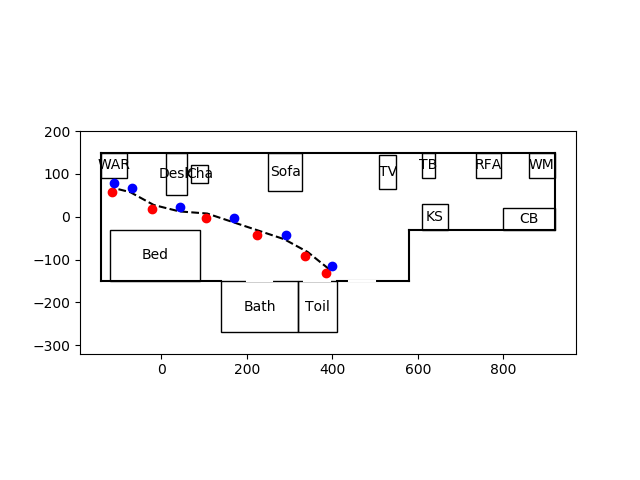 200
100
0
−100
−200
−300
WAR
Desk
Cha
Sofa
TV
TB
RFA
WM
KS
CB
Bed
Bath
Toil
0
200
400
600
800